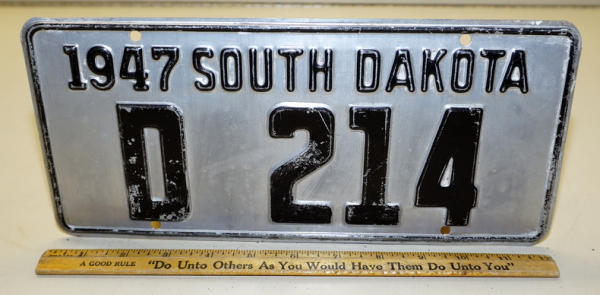 1947 SOUTH DAKOTA
D 214
A GOOD RULE "Do Unto Others As You Would Have Them Do Unto You"